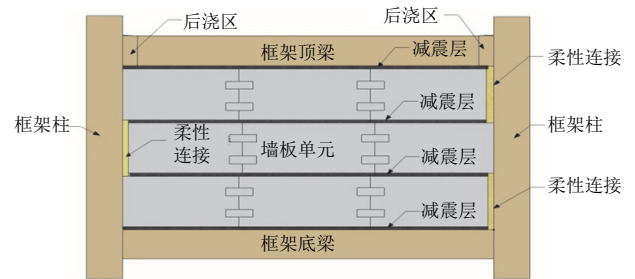 后浇区
后浇区
框架顶梁
减震层
柔性连接
减震层
框架柱
柔性
连接
墙板单元
框架柱
减震层
柔性连接
减震层
框架底梁